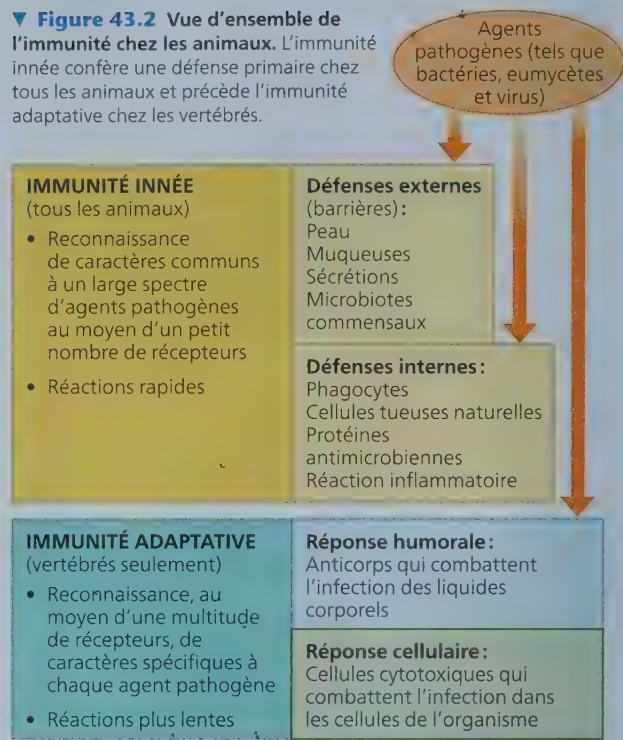 ▼ Figure 43.2 Vue d'ensemble de
l'immunité chez les animaux. L'immunité
innée confère une défense primaire chez
tous les animaux et précède l'immunité
adaptative chez les vertébrés.
Agents
pathogènes (tels que
bactéries, eumycètes
et virus)
IMMUNITÉ INNÉE
(tous les animaux)
• Reconnaissance
de caractères communs
à un large spectre
d'agents pathogènes
au moyen d'un petit
nombre de récepteurs
• Réactions rapides
Défenses externes
(barrières) :
Peau
Muqueuses
Sécrétions
Microbiotes
commensaux
Défenses internes :
Phagocytes
Cellules tueuses naturelles
Protéines
antimicrobiennes
Réaction inflammatoire
IMMUNITÉ ADAPTATIVE
(vertébrés seulement)
• Reconnaissance, au
moyen d'une multitude
de récepteurs, de
caractères spécifiques à
chaque agent pathogène
• Réactions plus lentes
Réponse humorale :
Anticorps qui combattent
l'infection des liquides
corporels
Réponse cellulaire :
Cellules cytotoxiques qui
combattent l'infection dans
les cellules de l'organisme